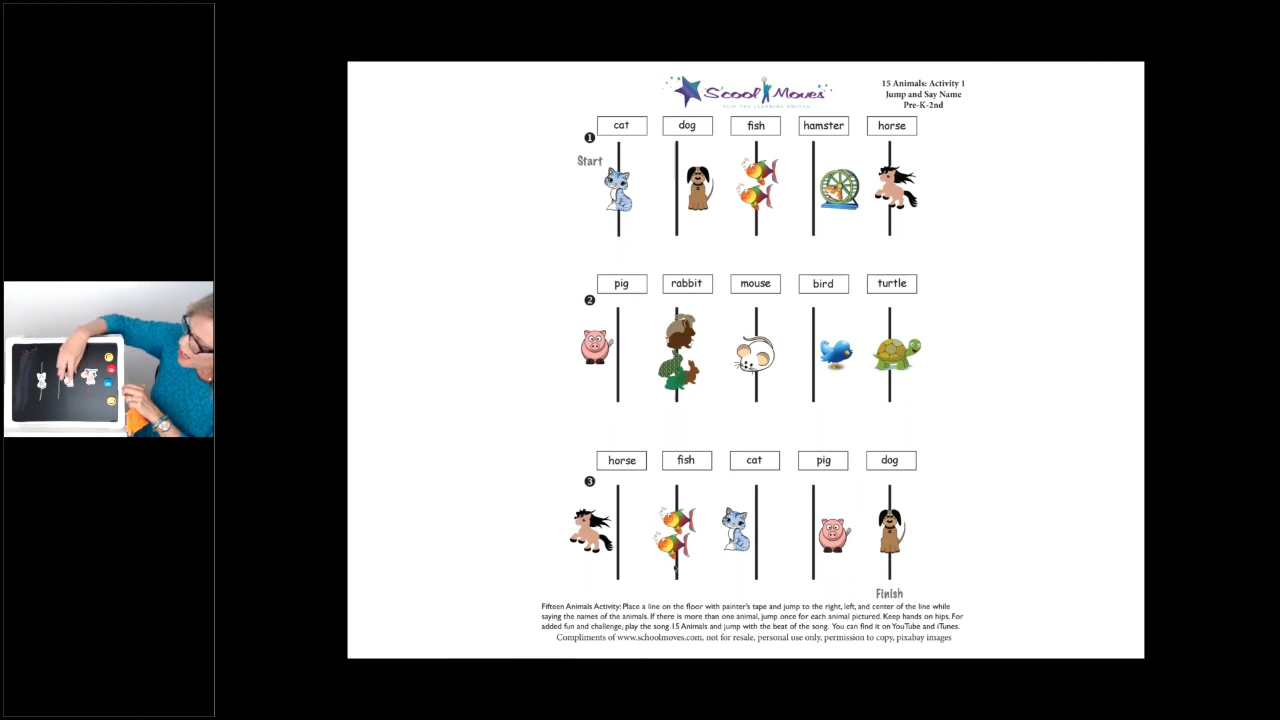 S'cool Moves
15 Animals: Activity 1
Jump and Say Name
Pre-K-2nd
cat dog fish hamster horse
1
Start
pig rabbit mouse bird turtle
2
horse fish cat pig dog
3
Finish
Fifteen Animals Activity: Place a line on the floor with painter's tape and jump to the right, left, and center of the line while
saying the names of the animals. If there is more than one animal, jump once for each animal pictured. Keep hands on hips. For
added fun and challenge, play the song 15 Animals and jump with the beat of the song. You can find it on YouTube and iTunes.
Compliments of www.schoolmoves.com, not for resale, personal use only, permission to copy, pixabay images